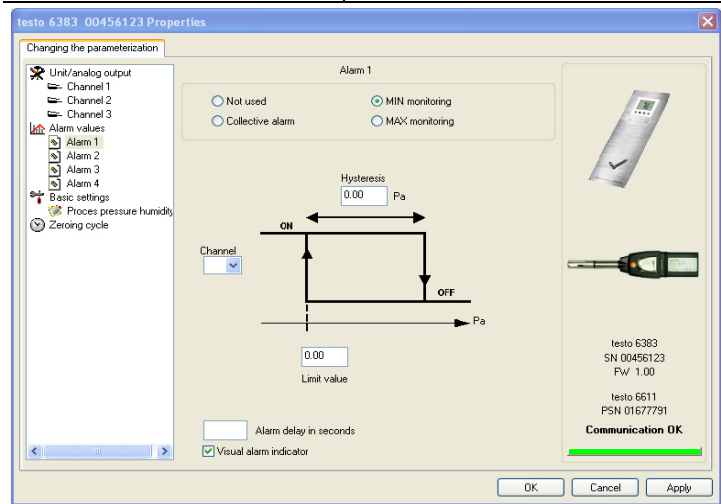 testo 6383 00456123 Properties
Changing the parameterization
Unit/analog output
Channel 1
Channel 2
Channel 3
Alarm values
Alarm 1
Alarm 2
Alarm 3
Alarm 4
Basic settings
Proces pressure humidity
Zeroing cycle
Alarm 1
Not used
MIN monitoring
Collective alarm
MAX monitoring
Hysteresis
0.00 Pa
ON
Channel
OFF
Pa
0.00
Limit value
Alarm delay in seconds
Visual alarm indicator
testo 6383
SN 00456123
FW 1.00
testo 6611
PSN 01677791
Communication OK
OK Cancel Apply